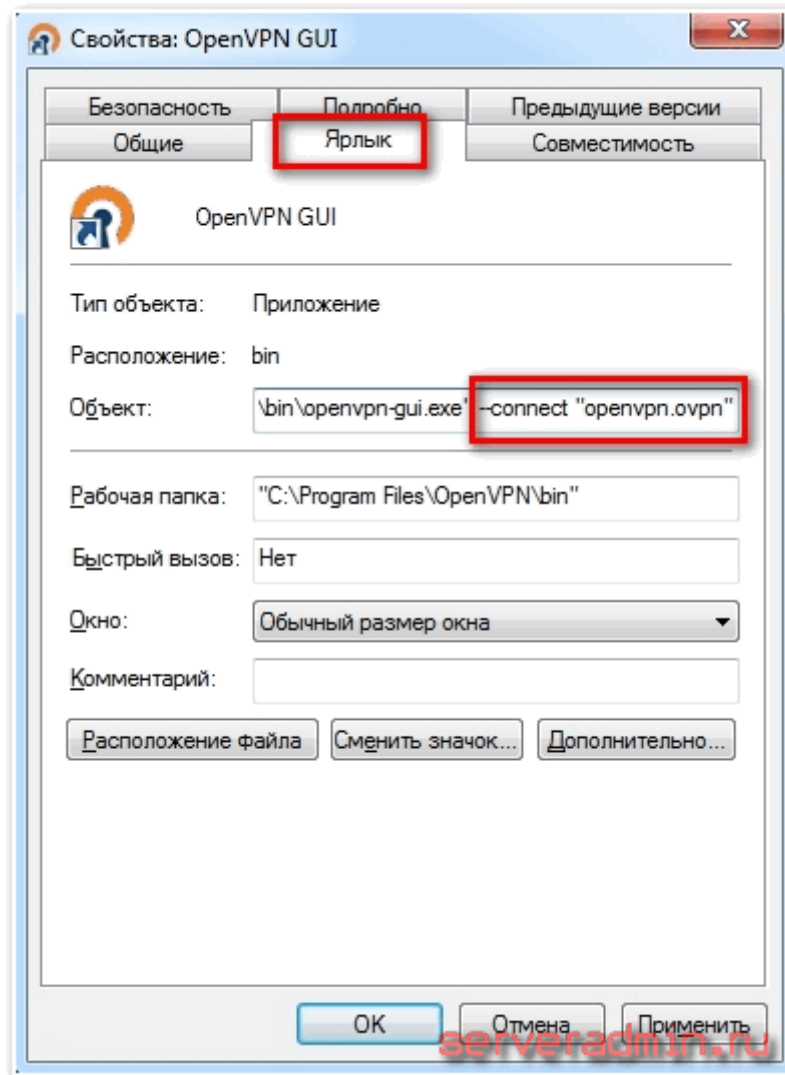 Свойства: OpenVPN GUI
Безопасность Подробно Предыдущие версии
Общие Ярлык Совместимость
OpenVPN GUI
Тип объекта: Приложение
Расположение: bin
Объект: \bin\openvpn-gui.exe" --connect "openvpn.ovpn"
Рабочая папка: "C:\Program Files\OpenVPN\bin"
Быстрый вызов: Нет
Окно: Обычный размер окна
Комментарий:
Расположение файла Сменить значок... Дополнительно...
OK Отмена Применить
serveradmin.ru